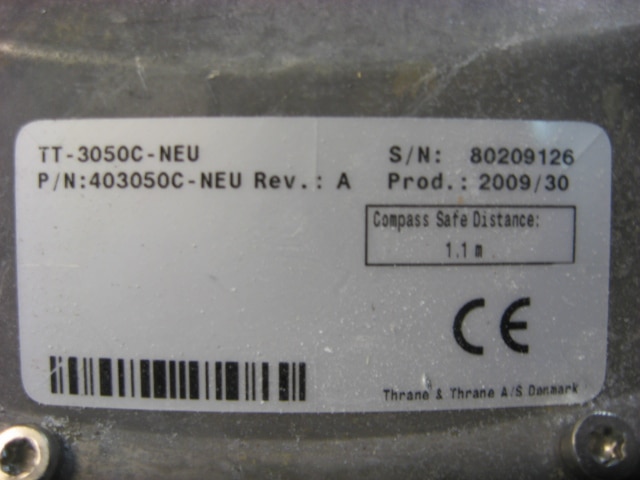 TT-3050C-NEU
P/N:403050C-NEU Rev.: A
S/N: 80209126
Prod.: 2009/30
Compass Safe Distance:
1.1 m
CE
Thrane & Thrane A/S Denmark